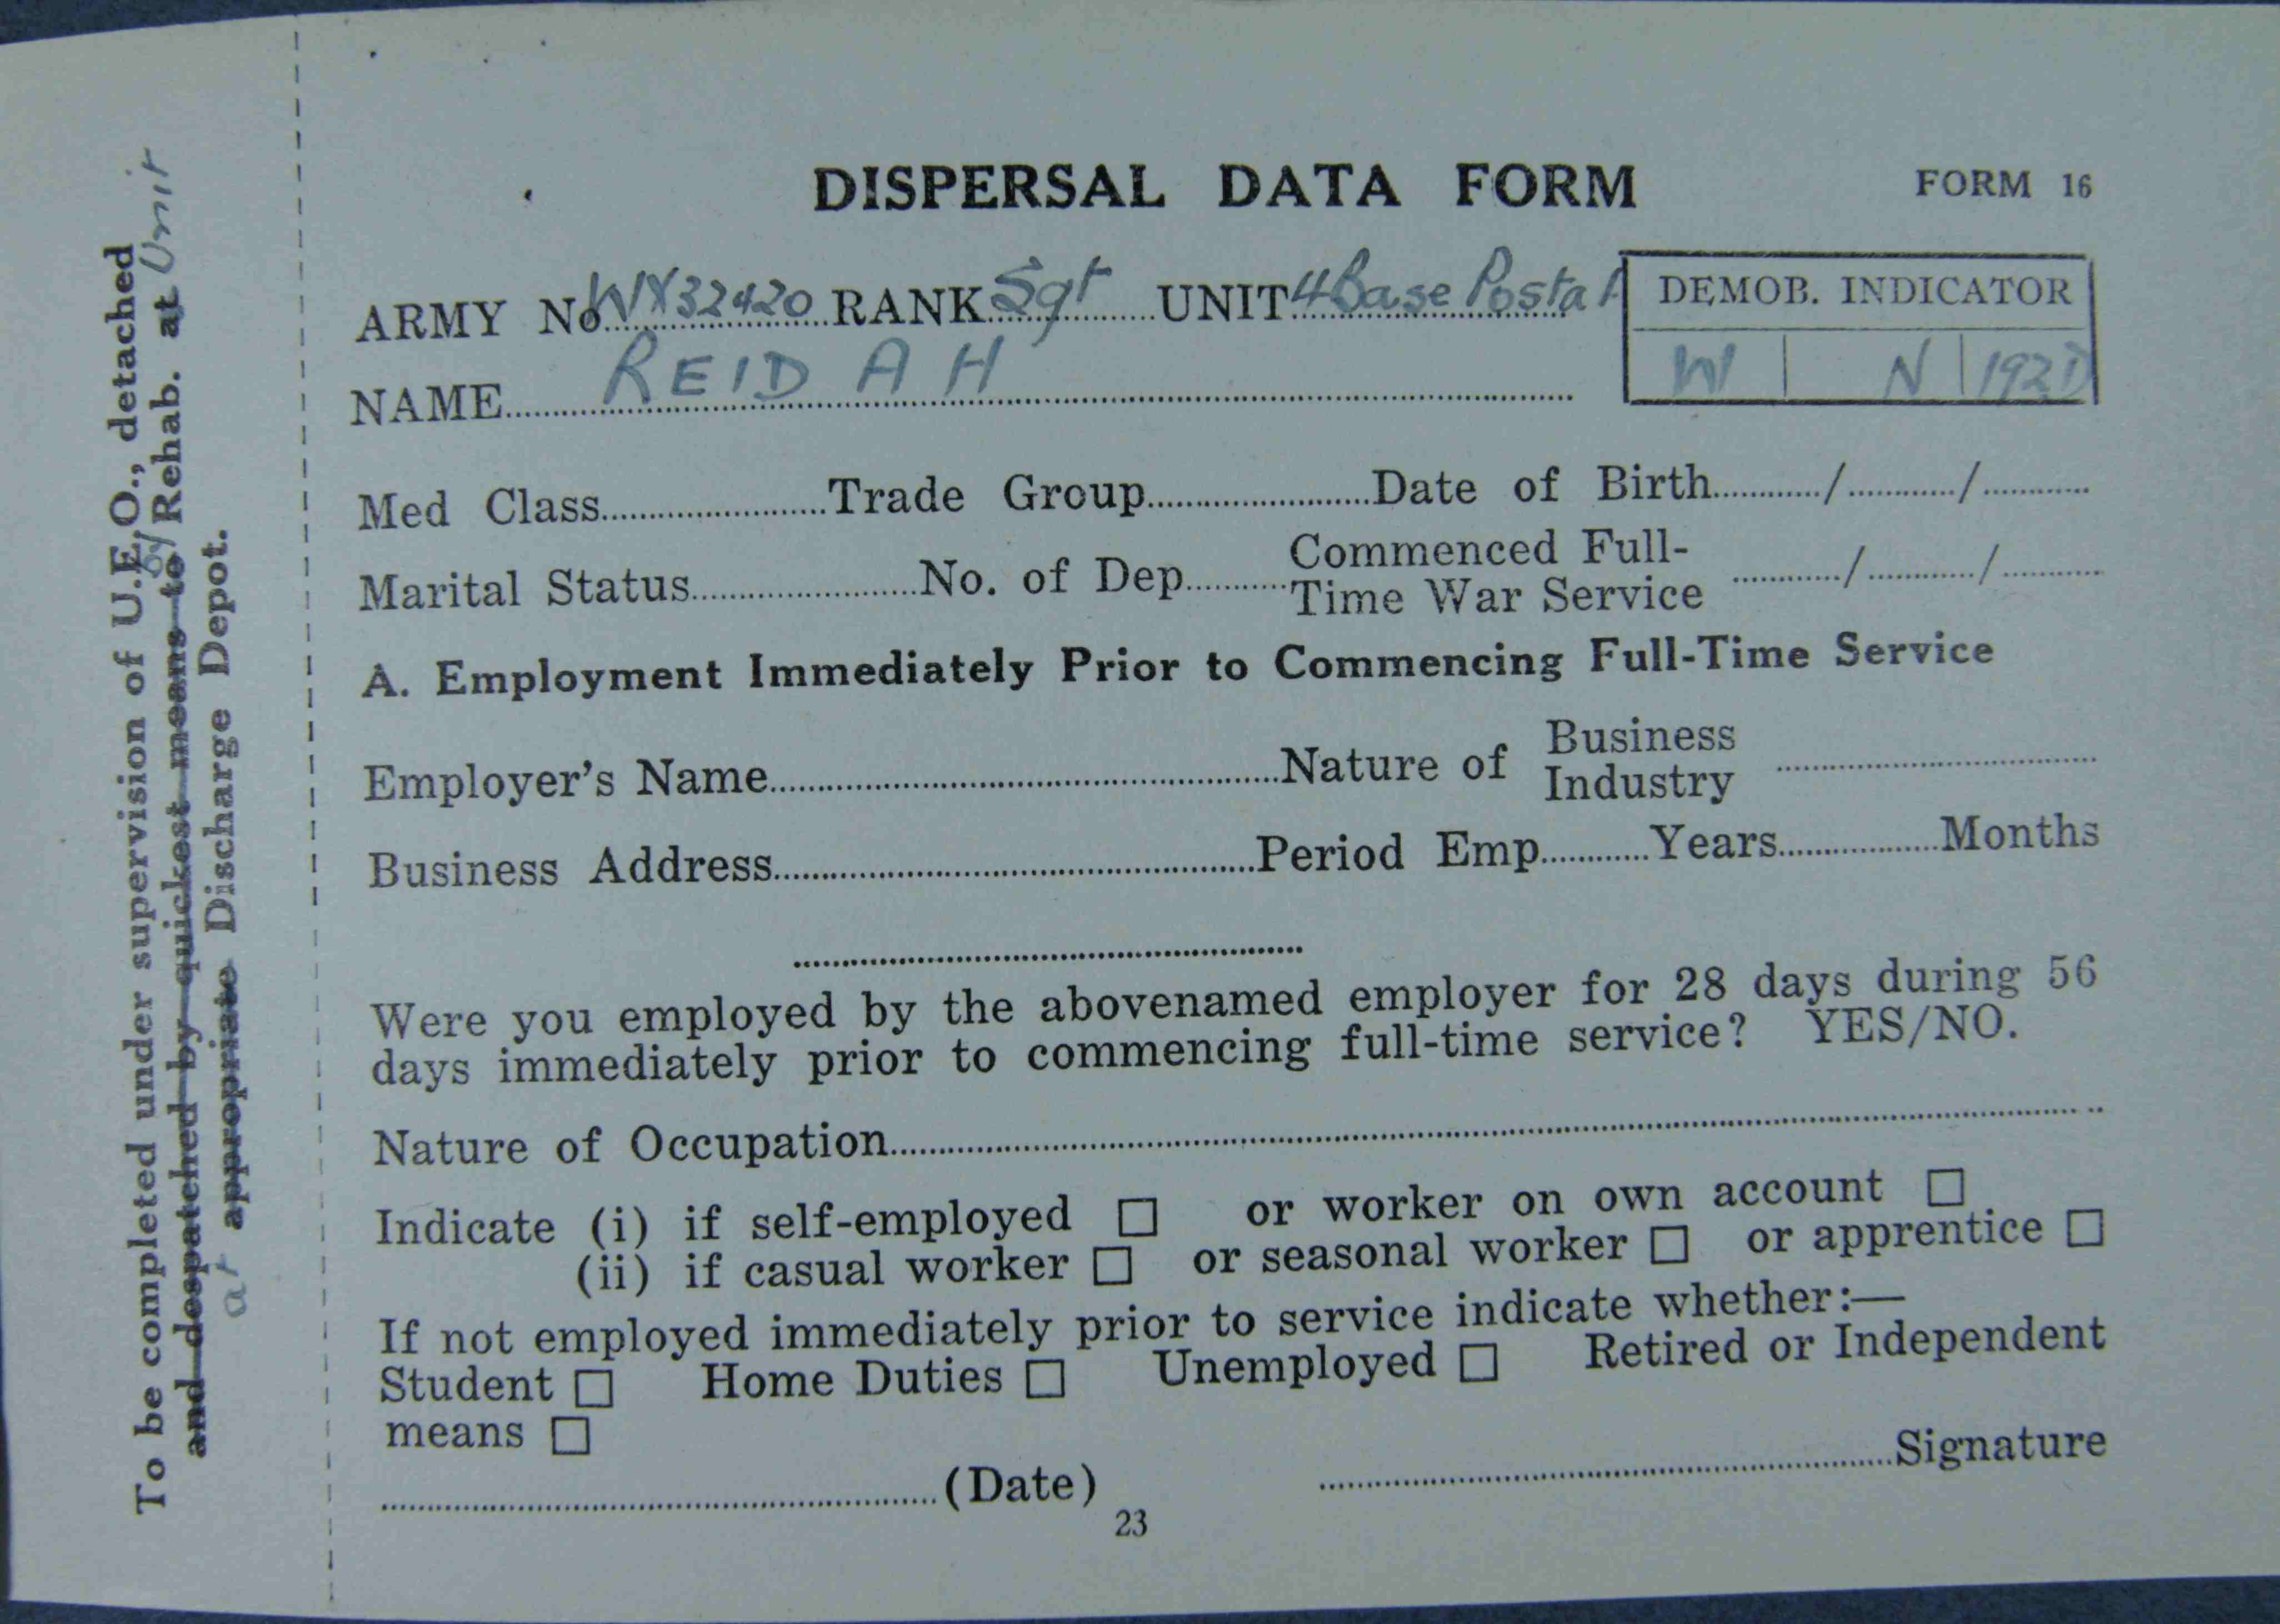 DISPERSAL DATA FORM FORM 16
ARMY No WX32420 RANK Sgt UNIT 4 Base Postal
DEMOB. INDICATOR
W N
NAME REID A H
Med Class Trade Group Date of Birth / /
Marital Status No. of Dep Commenced Full-
Time War Service / /
A. Employment Immediately Prior to Commencing Full-Time Service
Employer's Name Nature of Business
Industry
Business Address Period Emp Years Months
Were you employed by the abovenamed employer for 28 days during 56
days immediately prior to commencing full-time service? YES/NO.
Nature of Occupation
Indicate (i) if self-employed □ or worker on own account □
(ii) if casual worker □ or seasonal worker □ or apprentice □
If not employed immediately prior to service indicate whether:—
Student □ Home Duties □ Unemployed □ Retired or Independent
means □
(Date) Signature
23
To be completed under supervision of U.E.O., detached
and despatched by quickest means to by Rehab. at Unit
at appropriate Discharge Depot.